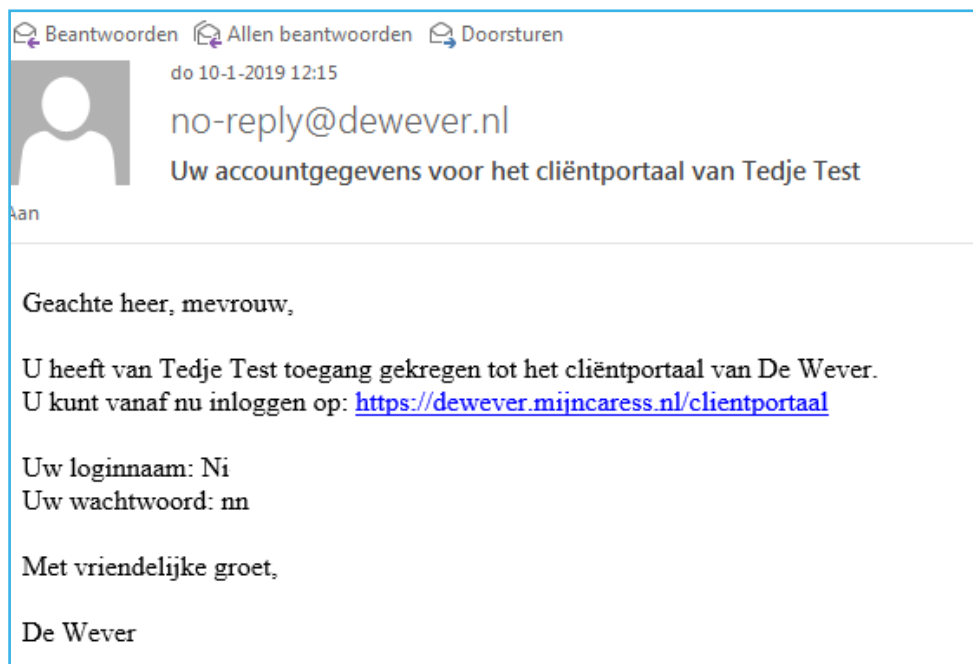 Beantwoorden Allen beantwoorden Doorsturen
do 10-1-2019 12:15
no-reply@dewever.nl
Uw accountgegevens voor het cliëntportaal van Tedje Test
Aan
Geachte heer, mevrouw,
U heeft van Tedje Test toegang gekregen tot het cliëntportaal van De Wever.
U kunt vanaf nu inloggen op: https://dewever.mijncaress.nl/clientportaal
Uw loginnaam: Ni
Uw wachtwoord: nn
Met vriendelijke groet,
De Wever